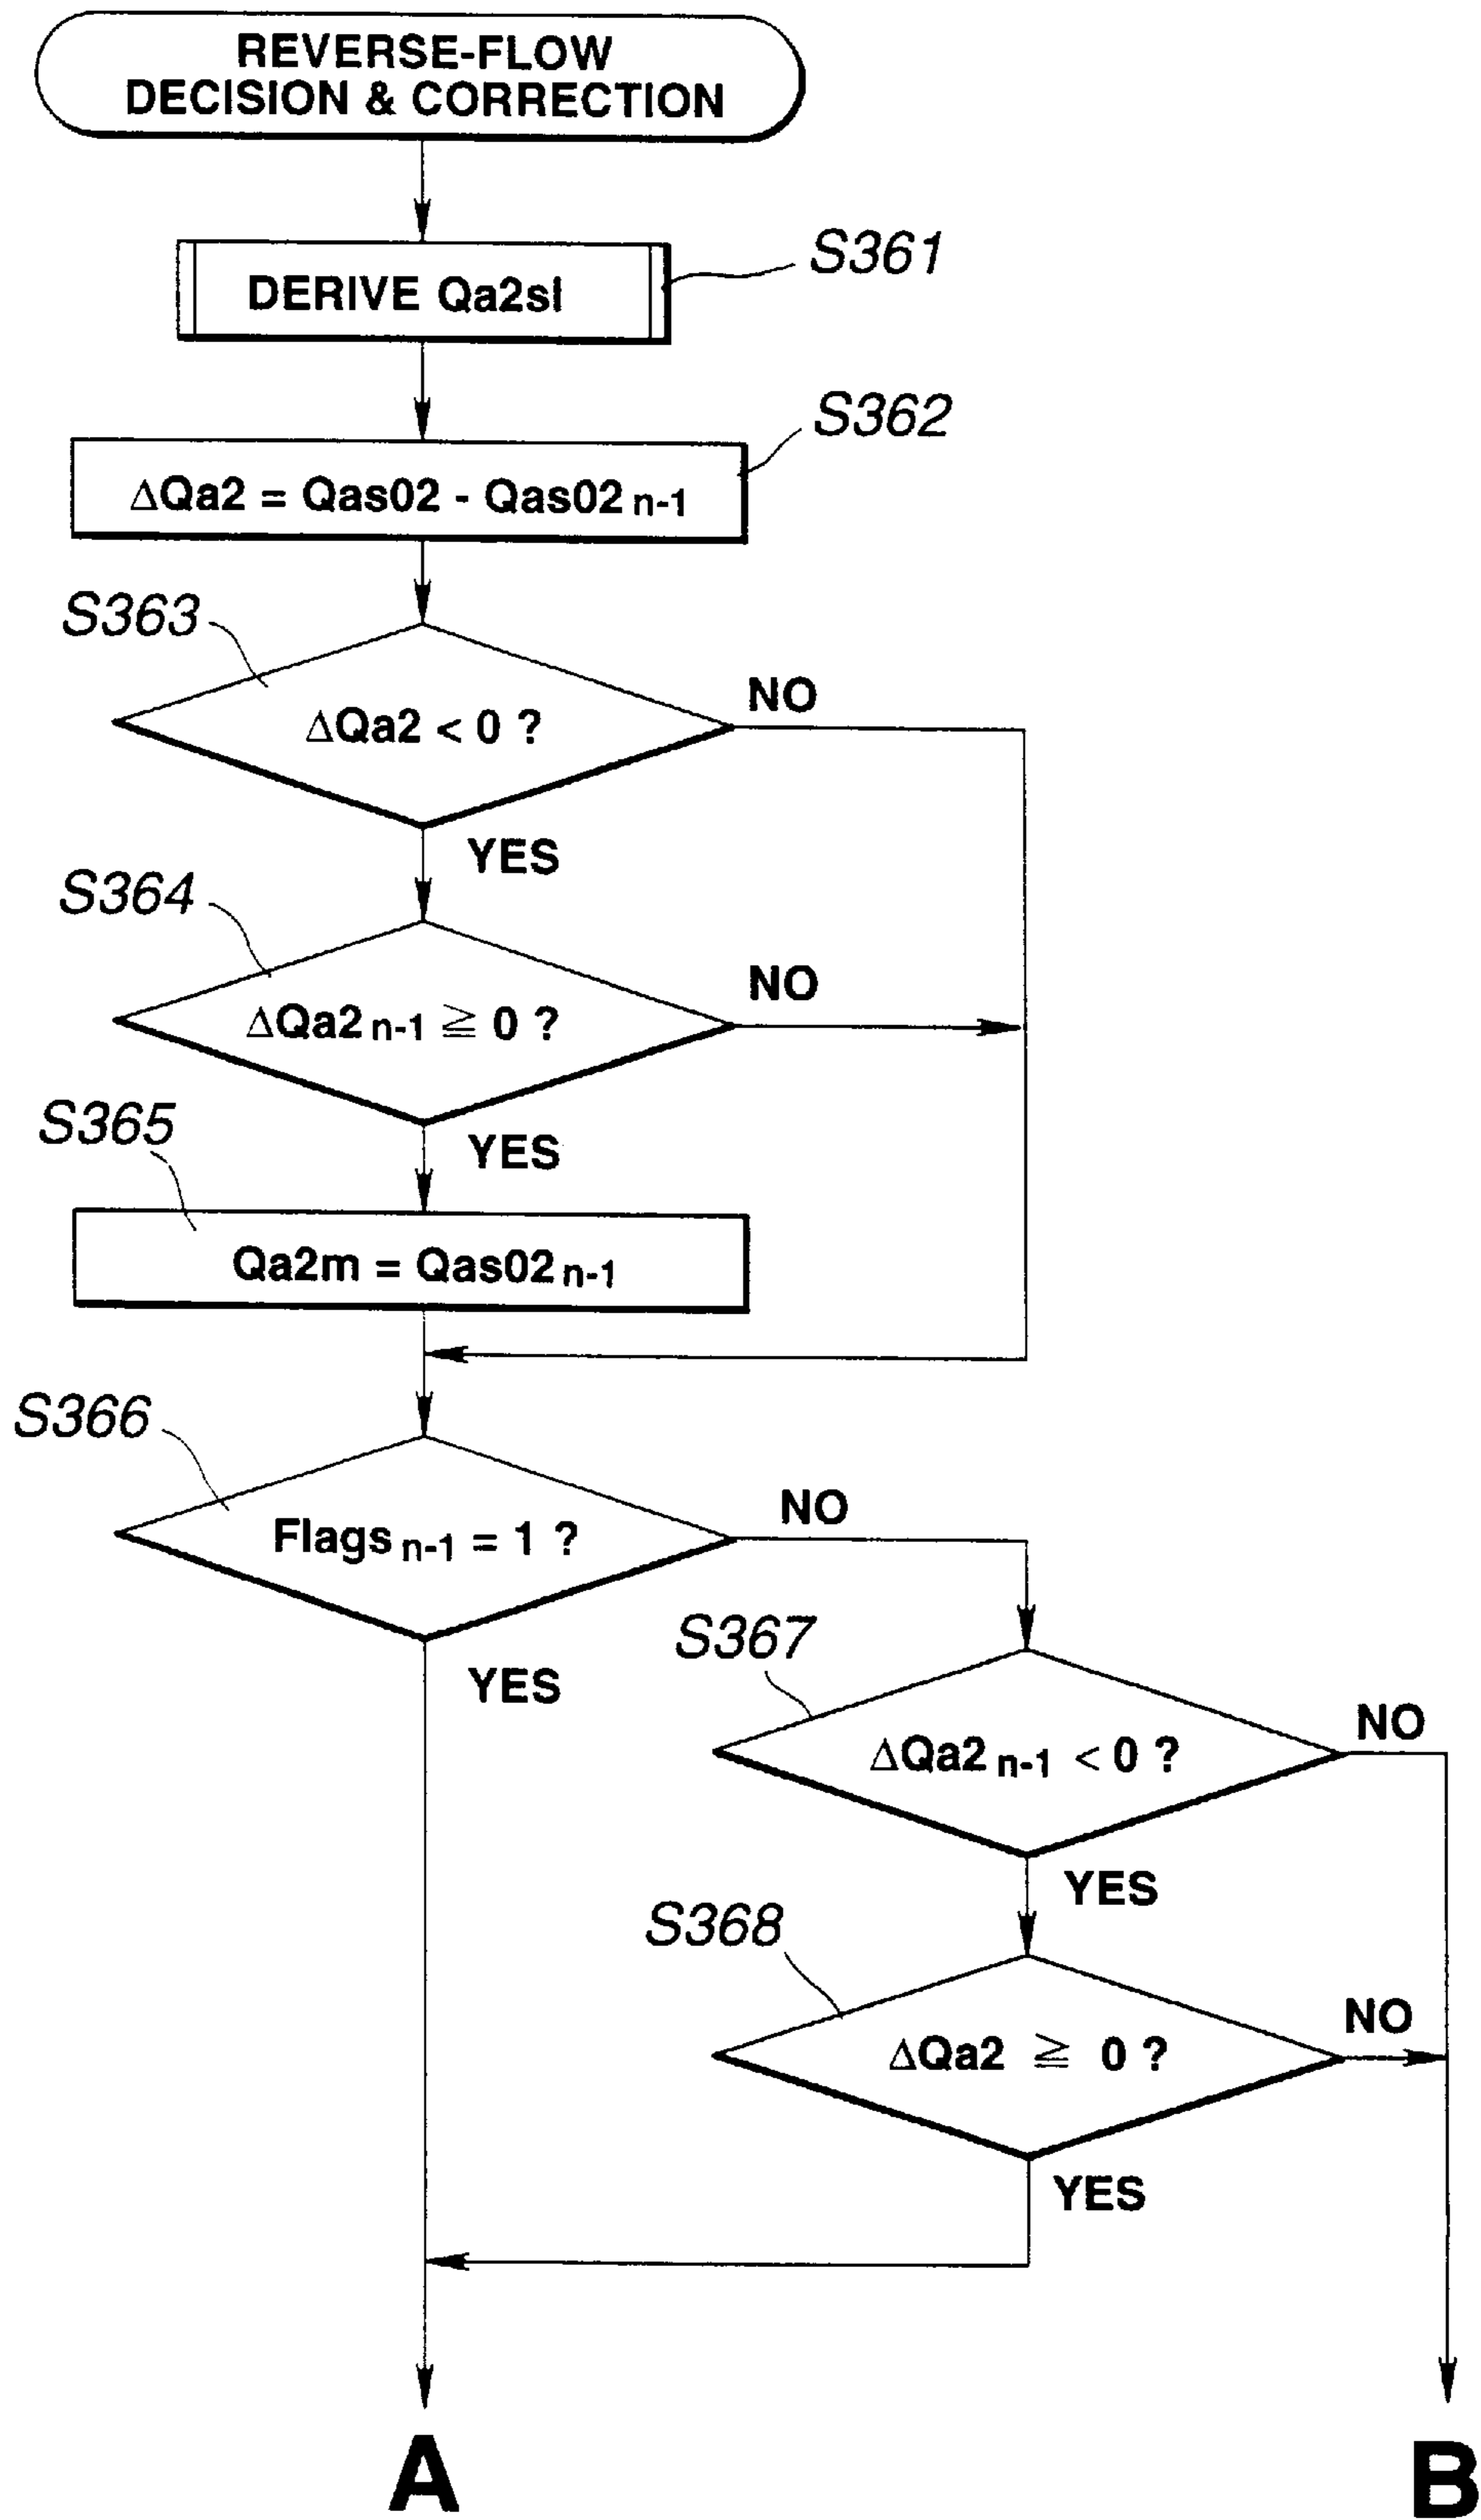 REVERSE-FLOW
DECISION & CORRECTION
S361
DERIVE Qa2sl
S362
ΔQa2 = Qas02 - Qas02 n-1
S363
NO
ΔQa2 < 0 ?
YES
S364
NO
ΔQa2 n-1 ≧ 0 ?
S365
YES
Qa2m = Qas02 n-1
S366
NO
Flags n-1 = 1 ?
S367
YES
NO
ΔQa2 n-1 < 0 ?
YES
S368
NO
ΔQa2 ≧ 0 ?
YES
A
B